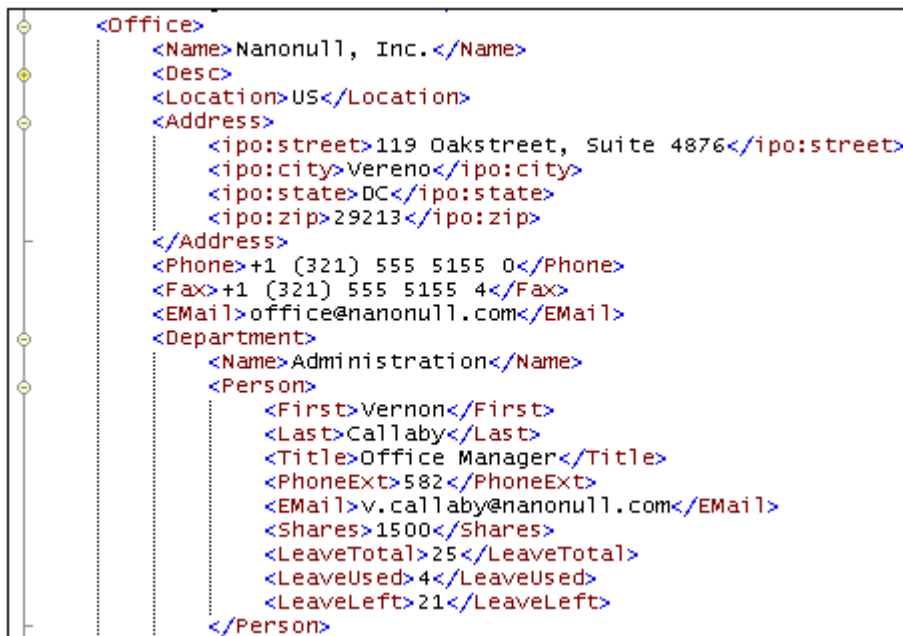 <Office>
<Name>Nanonull, Inc.</Name>
<Desc>
<Location>US</Location>
<Address>
<ipo:street>119 Oakstreet, Suite 4876</ipo:street>
<ipo:city>Vereno</ipo:city>
<ipo:state>DC</ipo:state>
<ipo:zip>29213</ipo:zip>
</Address>
<Phone>+1 (321) 555 5155 0</Phone>
<Fax>+1 (321) 555 5155 4</Fax>
<EMail>office@nanonull.com</EMail>
<Department>
<Name>Administration</Name>
<Person>
<First>Vernon</First>
<Last>Callaby</Last>
<Title>Office Manager</Title>
<PhoneExt>582</PhoneExt>
<EMail>v.callaby@nanonull.com</EMail>
<Shares>1500</Shares>
<LeaveTotal>25</LeaveTotal>
<LeaveUsed>4</LeaveUsed>
<LeaveLeft>21</LeaveLeft>
</Person>